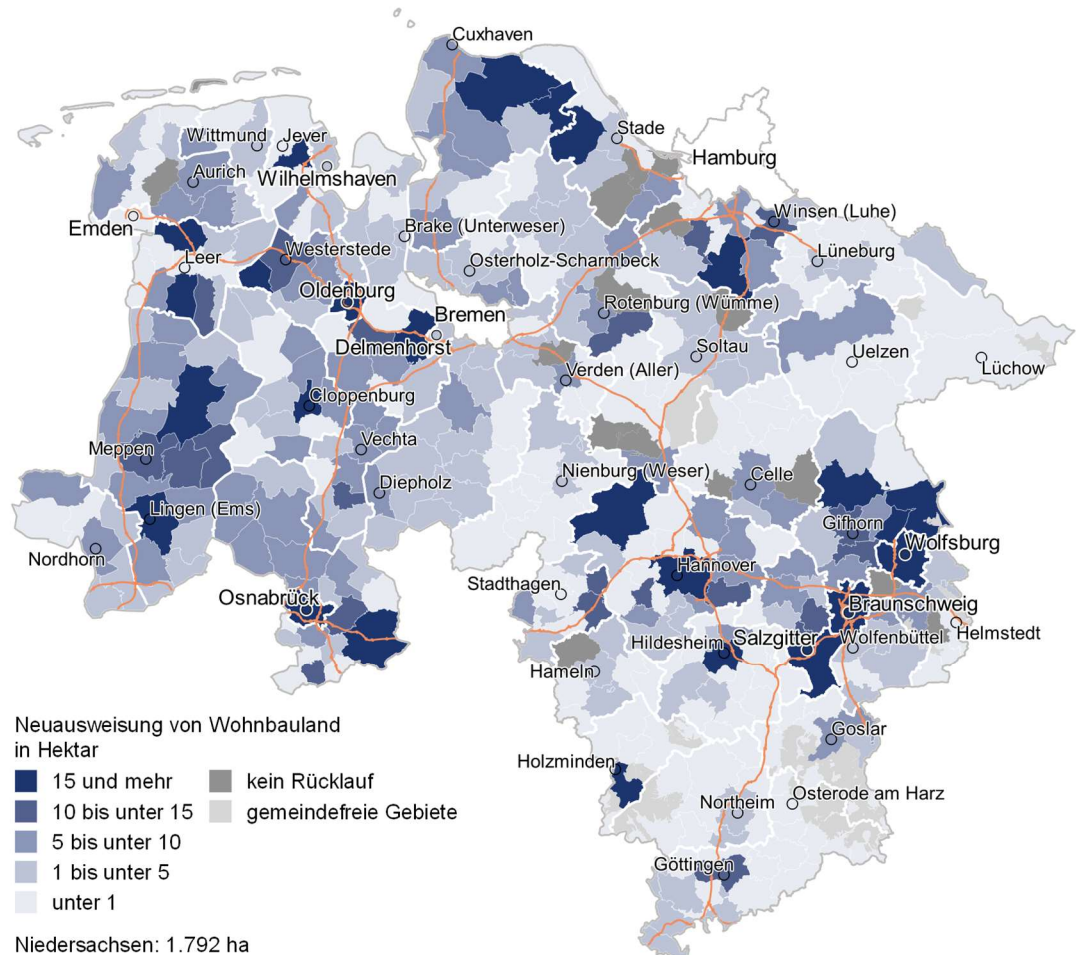 Cuxhaven
Wittmund
Jever
Stade
Hamburg
Aurich
Wilhelmshaven
Emden
Brake (Unterweser)
Winsen (Luhe)
Leer
Westerstede
Osterholz-Scharmbeck
Lüneburg
Oldenburg
Bremen
Rotenburg (Wümme)
Delmenhorst
Soltau
Uelzen
Lüchow
Verden (Aller)
Cloppenburg
Meppen
Vechta
Nienburg (Weser)
Celle
Diepholz
Lingen (Ems)
Gifhorn
Wolfsburg
Nordhorn
Hannover
Stadthagen
Osnabrück
Braunschweig
Hildesheim
Salzgitter
Wolfenbüttel
Helmstedt
Hameln
Goslar
Holzminden
Northeim
Osterode am Harz
Göttingen
Neuausweisung von Wohnbauland
in Hektar
15 und mehr
kein Rücklauf
10 bis unter 15
gemeindefreie Gebiete
5 bis unter 10
1 bis unter 5
unter 1
Niedersachsen: 1.792 ha